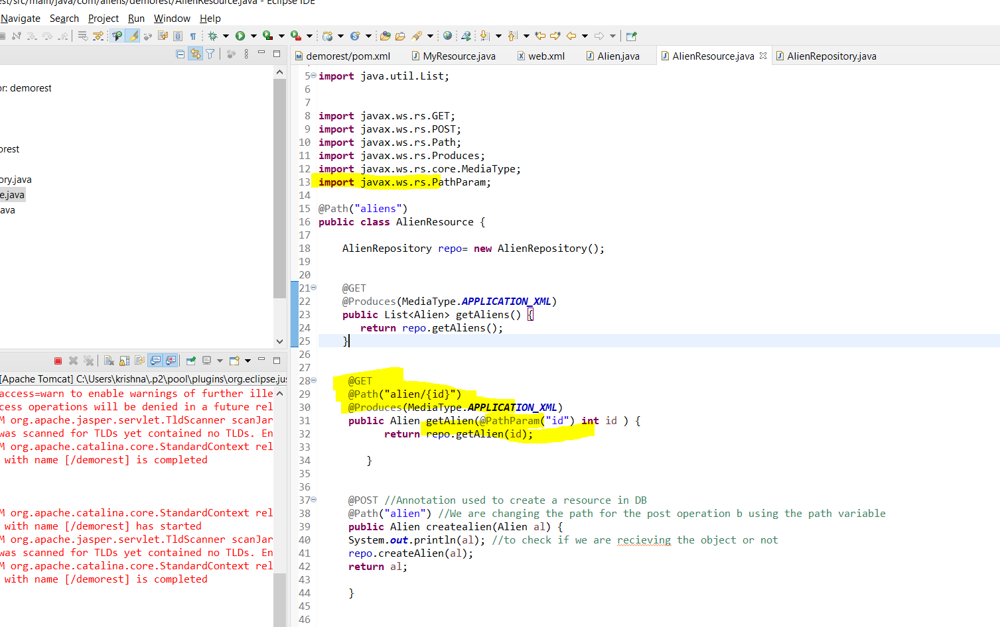 est/src/main/java/com/aliens/demorest/AlienResource.java - Eclipse IDE
Navigate Search Project Run Window Help
demorest/pom.xml MyResource.java web.xml Alien.java AlienResource.java AlienRepository.java
or: demorest
orest
ory.java
e.java
ava
5 import java.util.List;
6
7
8 import javax.ws.rs.GET;
9 import javax.ws.rs.POST;
10 import javax.ws.rs.Path;
11 import javax.ws.rs.Produces;
12 import javax.ws.rs.core.MediaType;
13 import javax.ws.rs.PathParam;
14
15 @Path("aliens")
16 public class AlienResource {
17
18 AlienRepository repo= new AlienRepository();
19
20
21 @GET
22 @Produces(MediaType.APPLICATION_XML)
23 public List<Alien> getAliens() {
24 return repo.getAliens();
25 }
26
27
28 @GET
29 @Path("alien/{id}")
30 @Produces(MediaType.APPLICATION_XML)
31 public Alien getAlien(@PathParam("id") int id ) {
32 return repo.getAlien(id);
33
34 }
35
36
37 @POST //Annotation used to create a resource in DB
38 @Path("alien") //We are changing the path for the post operation b using the path variable
39 public Alien createalien(Alien al) {
40 System.out.println(al); //to check if we are recieving the object or not
41 repo.createAlien(al);
42 return al;
43
44 }
45
46
[Apache Tomcat] C:\Users\krishna\.p2\pool\plugins\org.eclipse.jus
access=warn to enable warnings of further ille
cess operations will be denied in a future rel
M org.apache.jasper.servlet.TldScanner scanJar
was scanned for TLDs yet contained no TLDs. En
M org.apache.catalina.core.StandardContext rel
with name [/demorest] is completed
M org.apache.catalina.core.StandardContext rel
with name [/demorest] has started
M org.apache.jasper.servlet.TldScanner scanJar
was scanned for TLDs yet contained no TLDs. En
M org.apache.catalina.core.StandardContext rel
with name [/demorest] is completed